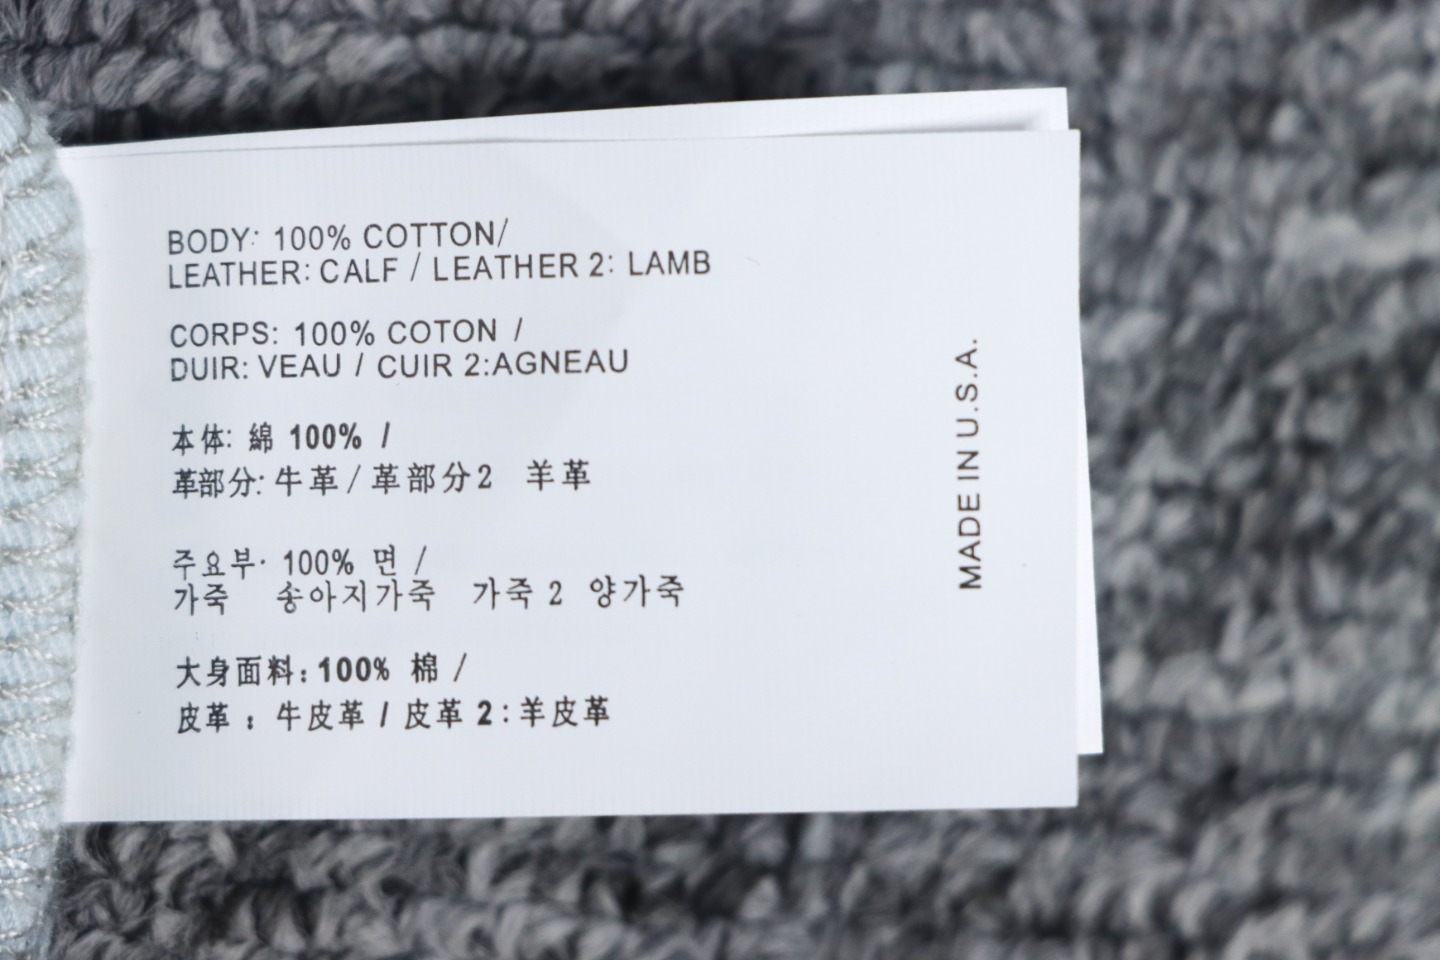 BODY: 100% COTTON/
LEATHER: CALF / LEATHER 2: LAMB
CORPS: 100% COTON /
DUIR: VEAU / CUIR 2:AGNEAU
本体: 綿 100% /
革部分: 牛革 / 革部分2 羊革
주요부· 100% 면 /
가죽 송아지가죽 가죽 2 양가죽
大身面料: 100% 棉 /
皮革 : 牛皮革 / 皮革 2 : 羊皮革
MADE IN U.S.A.